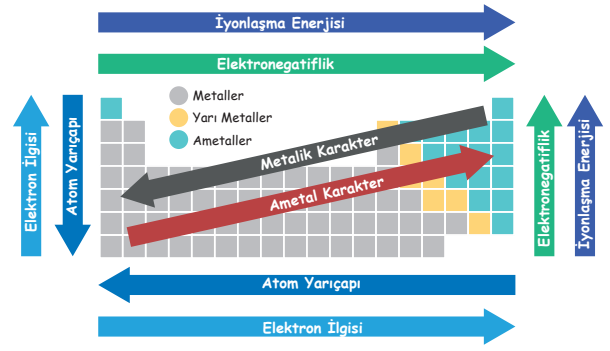 İyonlaşma Enerjisi
Elektronegatiflik
Metaller
Yarı Metaller
Ametaller
Elektron İlgisi
Atom Yarıçapı
Metalik Karakter
Ametal Karakter
Elektronegatiflik
İyonlaşma Enerjisi
Atom Yarıçapı
Elektron İlgisi